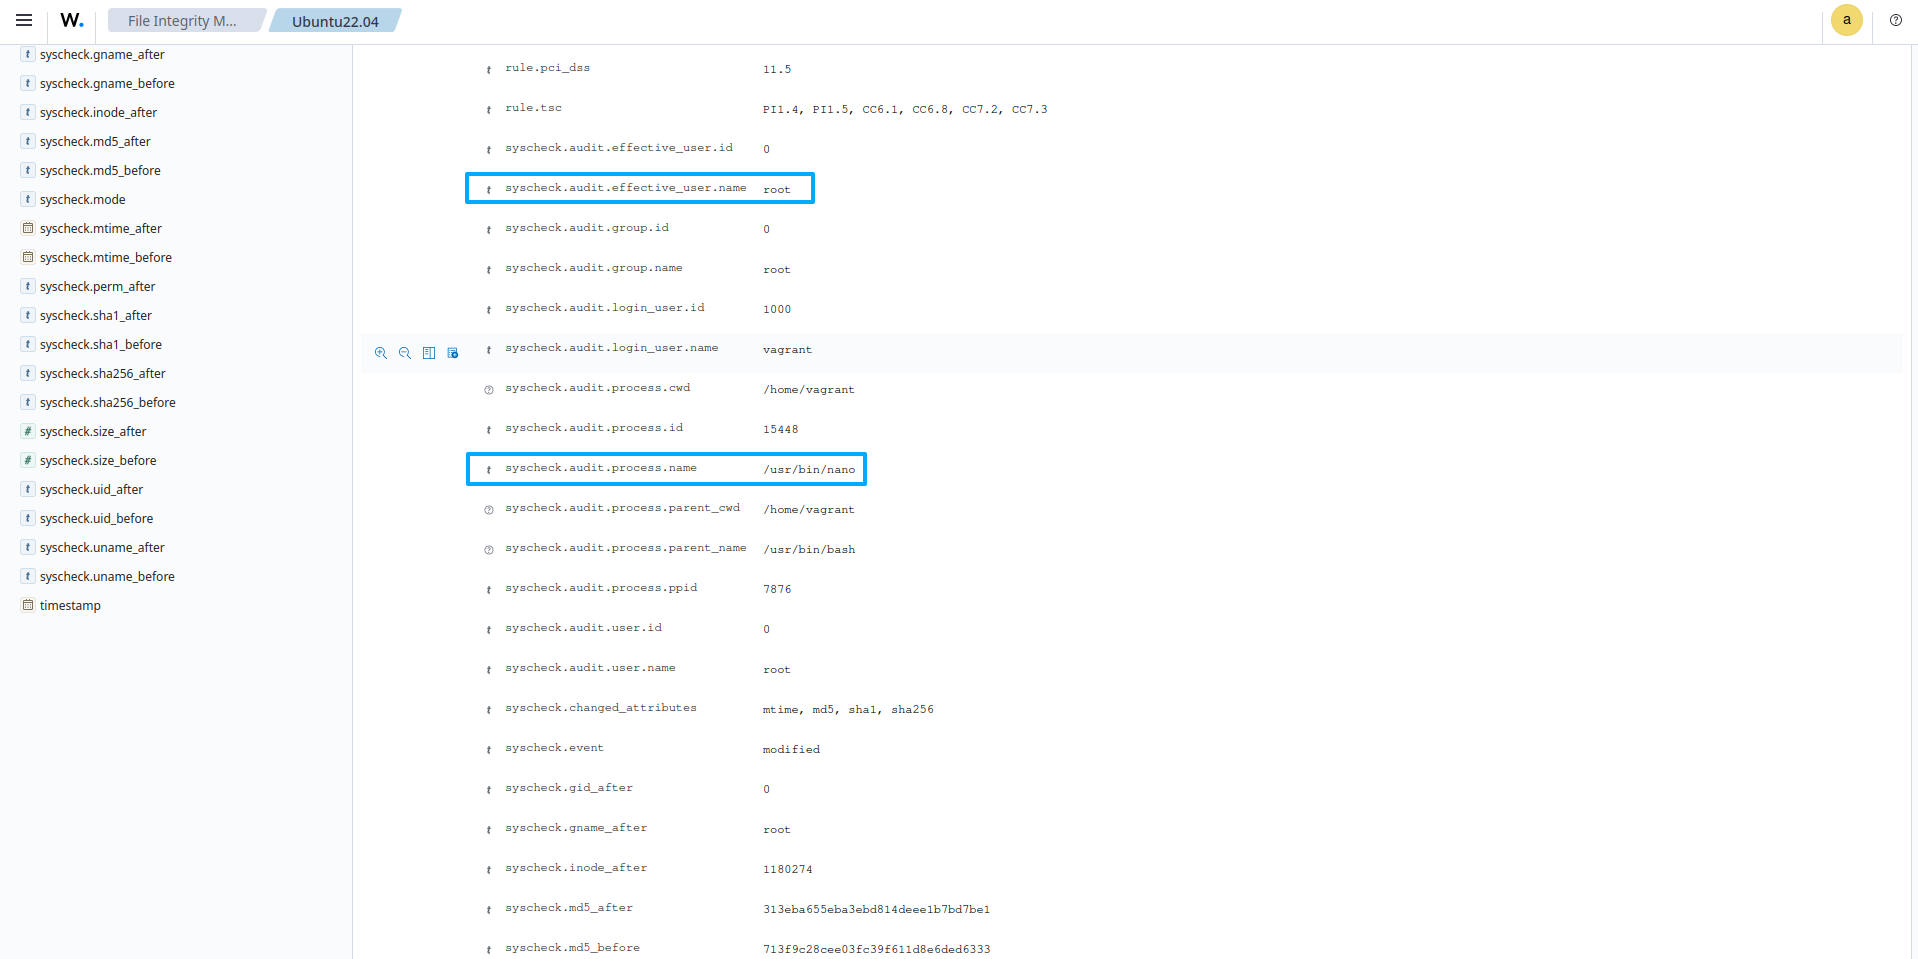 W. File Integrity M... Ubuntu22.04 a
syscheck.gname_after
syscheck.gname_before
syscheck.inode_after
syscheck.md5_after
syscheck.md5_before
syscheck.mode
syscheck.mtime_after
syscheck.mtime_before
syscheck.perm_after
syscheck.sha1_after
syscheck.sha1_before
syscheck.sha256_after
syscheck.sha256_before
syscheck.size_after
syscheck.size_before
syscheck.uid_after
syscheck.uid_before
syscheck.uname_after
syscheck.uname_before
timestamp
rule.pci_dss 11.5
rule.tsc PI1.4, PI1.5, CC6.1, CC6.8, CC7.2, CC7.3
syscheck.audit.effective_user.id 0
syscheck.audit.effective_user.name root
syscheck.audit.group.id 0
syscheck.audit.group.name root
syscheck.audit.login_user.id 1000
syscheck.audit.login_user.name vagrant
syscheck.audit.process.cwd /home/vagrant
syscheck.audit.process.id 15448
syscheck.audit.process.name /usr/bin/nano
syscheck.audit.process.parent_cwd /home/vagrant
syscheck.audit.process.parent_name /usr/bin/bash
syscheck.audit.process.ppid 7876
syscheck.audit.user.id 0
syscheck.audit.user.name root
syscheck.changed_attributes mtime, md5, sha1, sha256
syscheck.event modified
syscheck.gid_after 0
syscheck.gname_after root
syscheck.inode_after 1180274
syscheck.md5_after 313eba655eba3ebd814deee1b7bd7be1
syscheck.md5_before 713f9c28cee03fc39f611d8e6ded6333